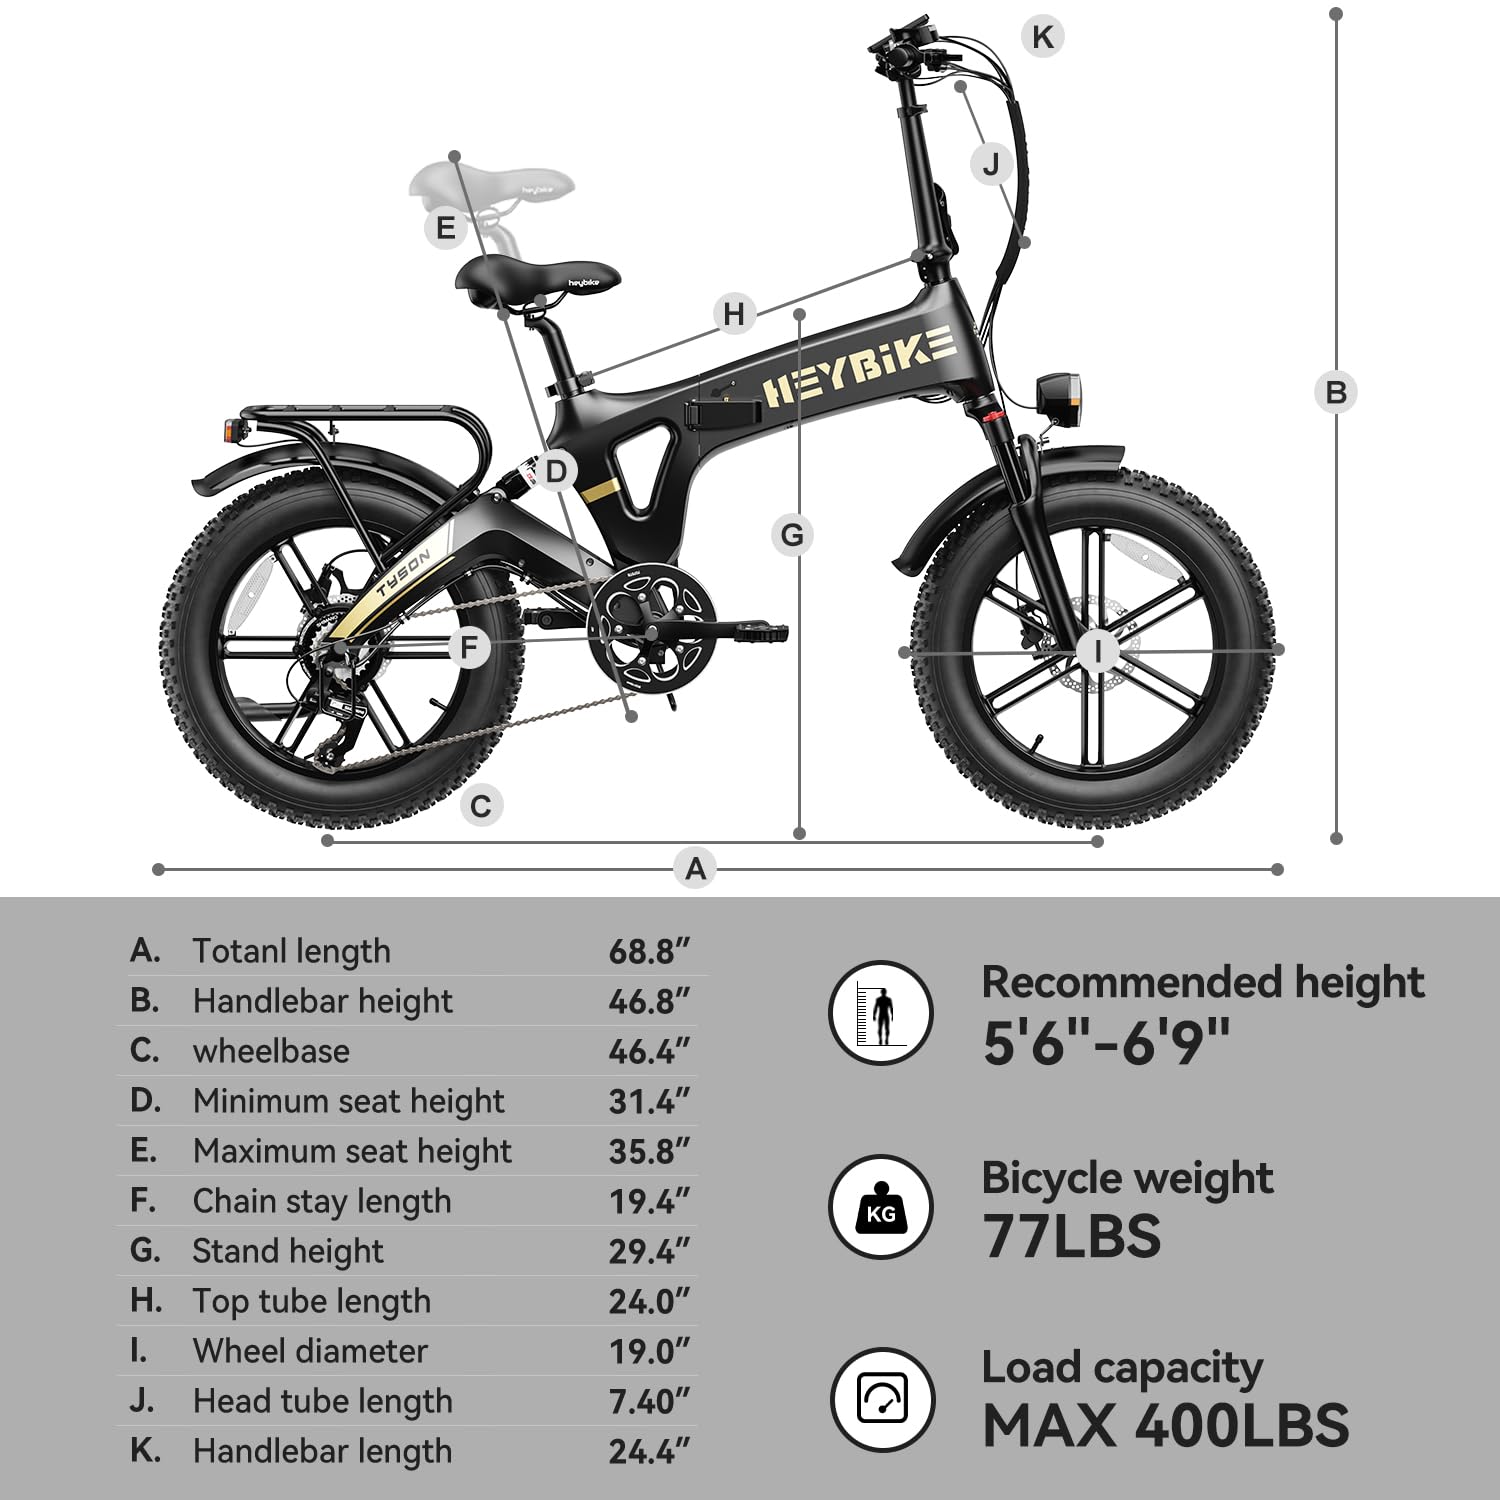 K
J
E
heybike
heybike
H
HEYBiKE
B
D
G
TYSON
F
I
C
A
A. Totanl length 68.8″
B. Handlebar height 46.8″
C. wheelbase 46.4″
D. Minimum seat height 31.4″
E. Maximum seat height 35.8″
F. Chain stay length 19.4″
G. Stand height 29.4″
H. Top tube length 24.0″
I. Wheel diameter 19.0″
J. Head tube length 7.40″
K. Handlebar length 24.4″
Recommended height
5'6"-6'9"
KG
Bicycle weight
77LBS
Load capacity
MAX 400LBS